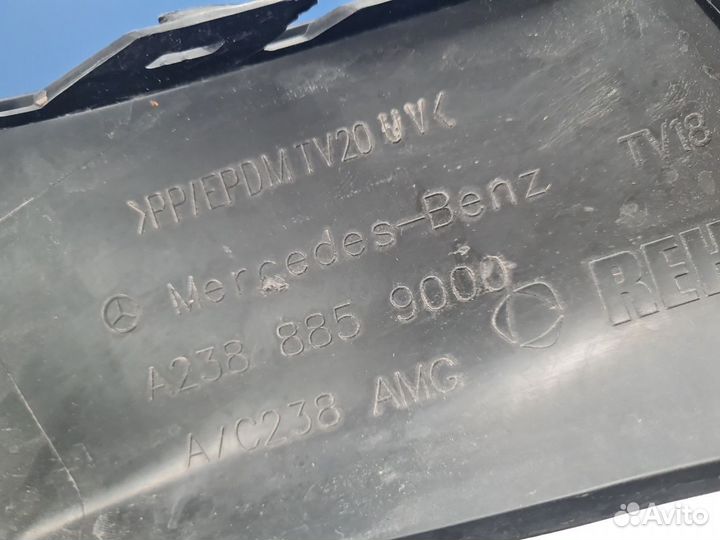 >PP/EPDM TV20 UV<
TV18
Mercedes-Benz
A238 885 9000
REH
A/C238 AMG
Avito